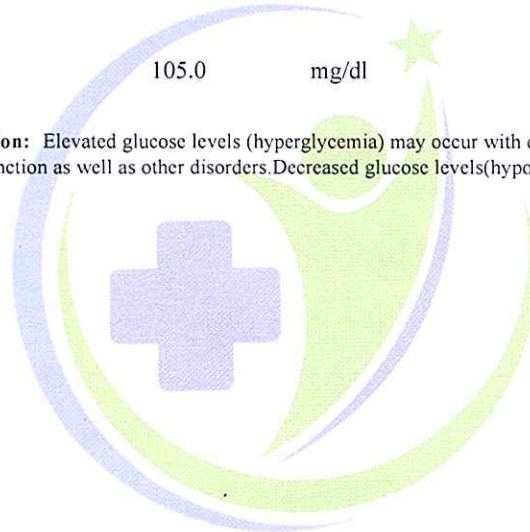 105.0 mg/dl
on: Elevated glucose levels (hyperglycemia) may occur with
nction as well as other disorders.Decreased glucose levels(hypo